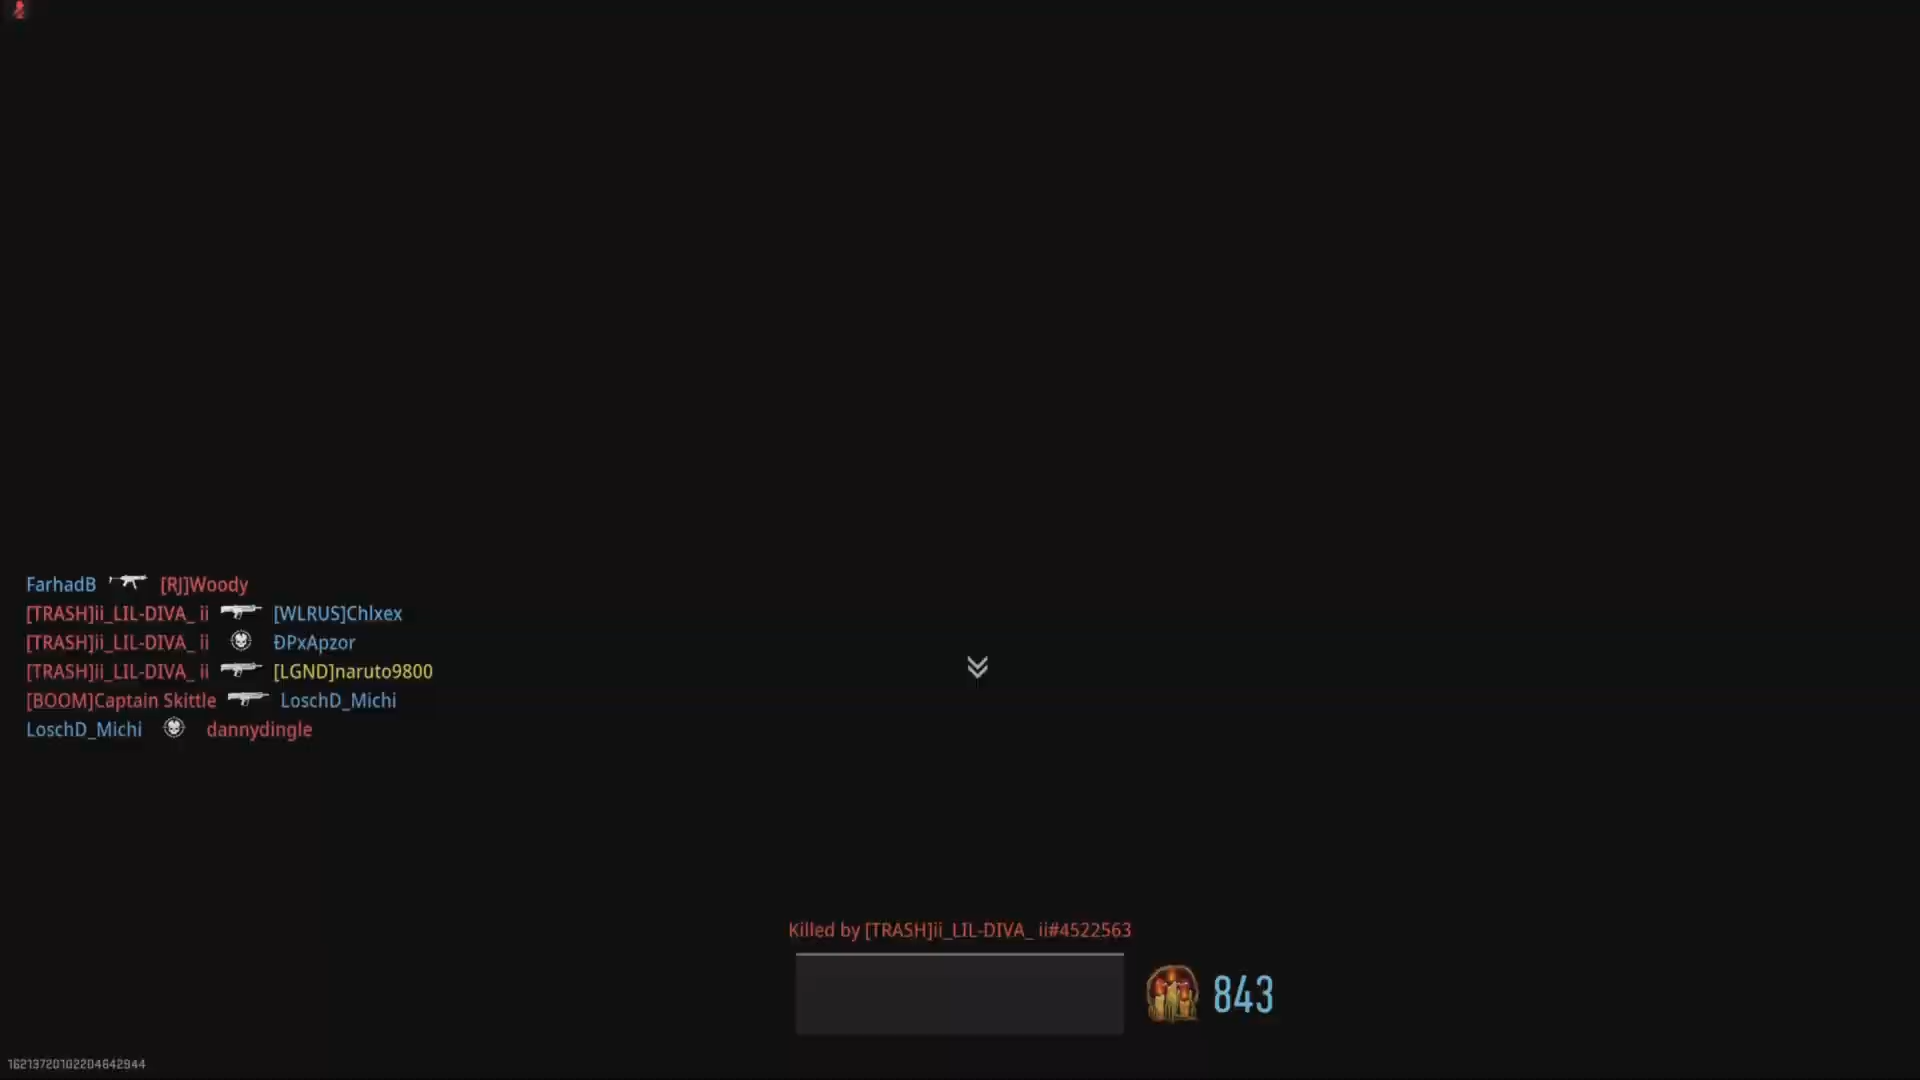 FarhadB [RJ]Woody
[TRASH]ii_LIL-DIVA_ ii [WLRUS]Chlxex
[TRASH]ii_LIL-DIVA_ ii ĐPxApzor
[TRASH]ii_LIL-DIVA_ ii [LGND]naruto9800
[BOOM]Captain Skittle LoschD_Michi
LoschD_Michi dannydingle
Killed by [TRASH]ii_LIL-DIVA_ ii#4522563
843
16213720102204642944